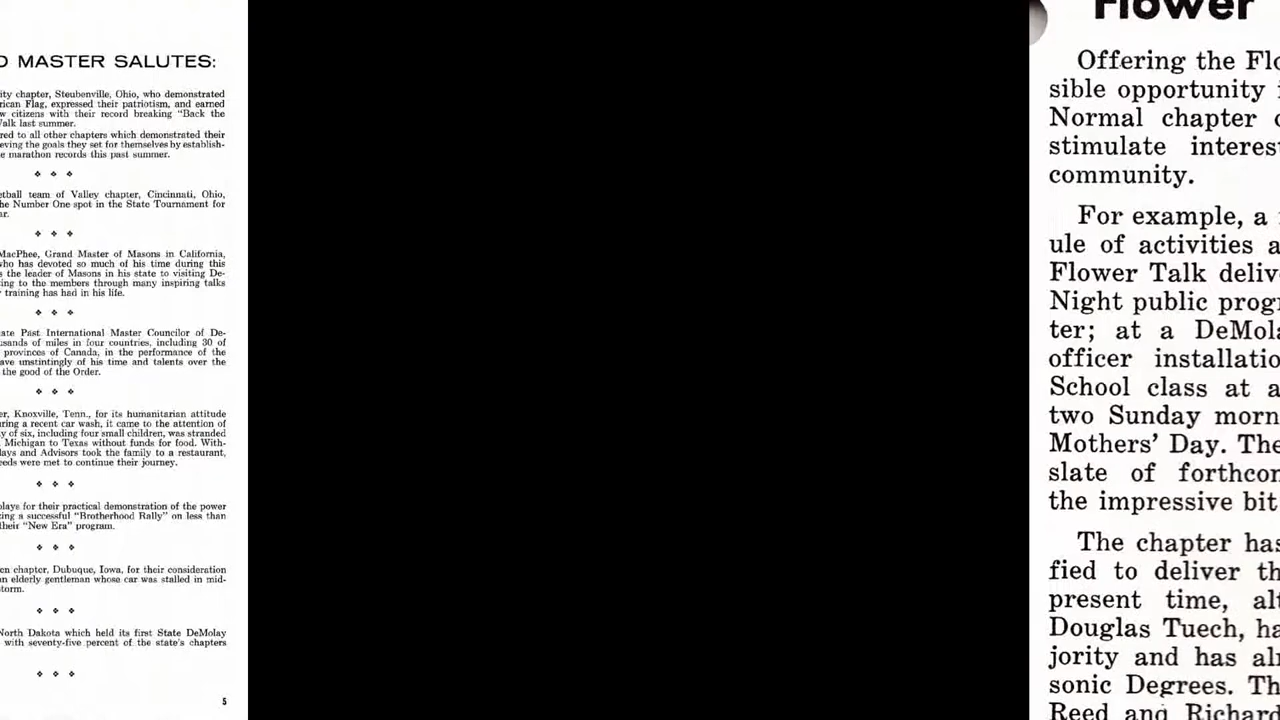 D MASTER SALUTES:
ity chapter, Steubenville, Ohio, who demonstrated
rican Flag, expressed their patriotism, and earned
w citizens with their record breaking "Back the
Walk last summer.
red to all other chapters which demonstrated their
eving the goals they set for themselves by establish-
e marathon records this past summer.
etball team of Valley chapter, Cincinnati, Ohio,
he Number One spot in the State Tournament for
ar.
MacPhee, Grand Master of Masons in California,
who has devoted so much of his time during this
s the leader of Masons in his state to visiting De-
ting to the members through many inspiring talks
y training has had in his life.
ate Past International Master Councilor of De-
usands of miles in four countries, including 30 of
provinces of Canada, in the performance of the
ave unstintingly of his time and talents over the
the good of the Order.
er, Knoxville, Tenn., for its humanitarian attitude
uring a recent car wash, it came to the attention of
y of six, including four small children, was stranded
Michigan to Texas without funds for food. With-
lays and Advisors took the family to a restaurant,
eeds were met to continue their journey.
olays for their practical demonstration of the power
zing a successful "Brotherhood Rally" on less than
their "New Era" program.
en chapter, Dubuque, Iowa, for their consideration
an elderly gentleman whose car was stalled in mid-
storm.
North Dakota which held its first State DeMolay
with seventy-five percent of the state's chapters
5
Flower
Offering the Flo
sible opportunity i
Normal chapter o
stimulate interest
community.
For example, a
ule of activities a
Flower Talk delive
Night public progr
ter; at a DeMola
officer installatio
School class at a
two Sunday morn
Mothers' Day. The
slate of forthcom
the impressive bit
The chapter has
fied to deliver th
present time, alt
Douglas Tuech, ha
jority and has alr
sonic Degrees. Th
Reed and Richard